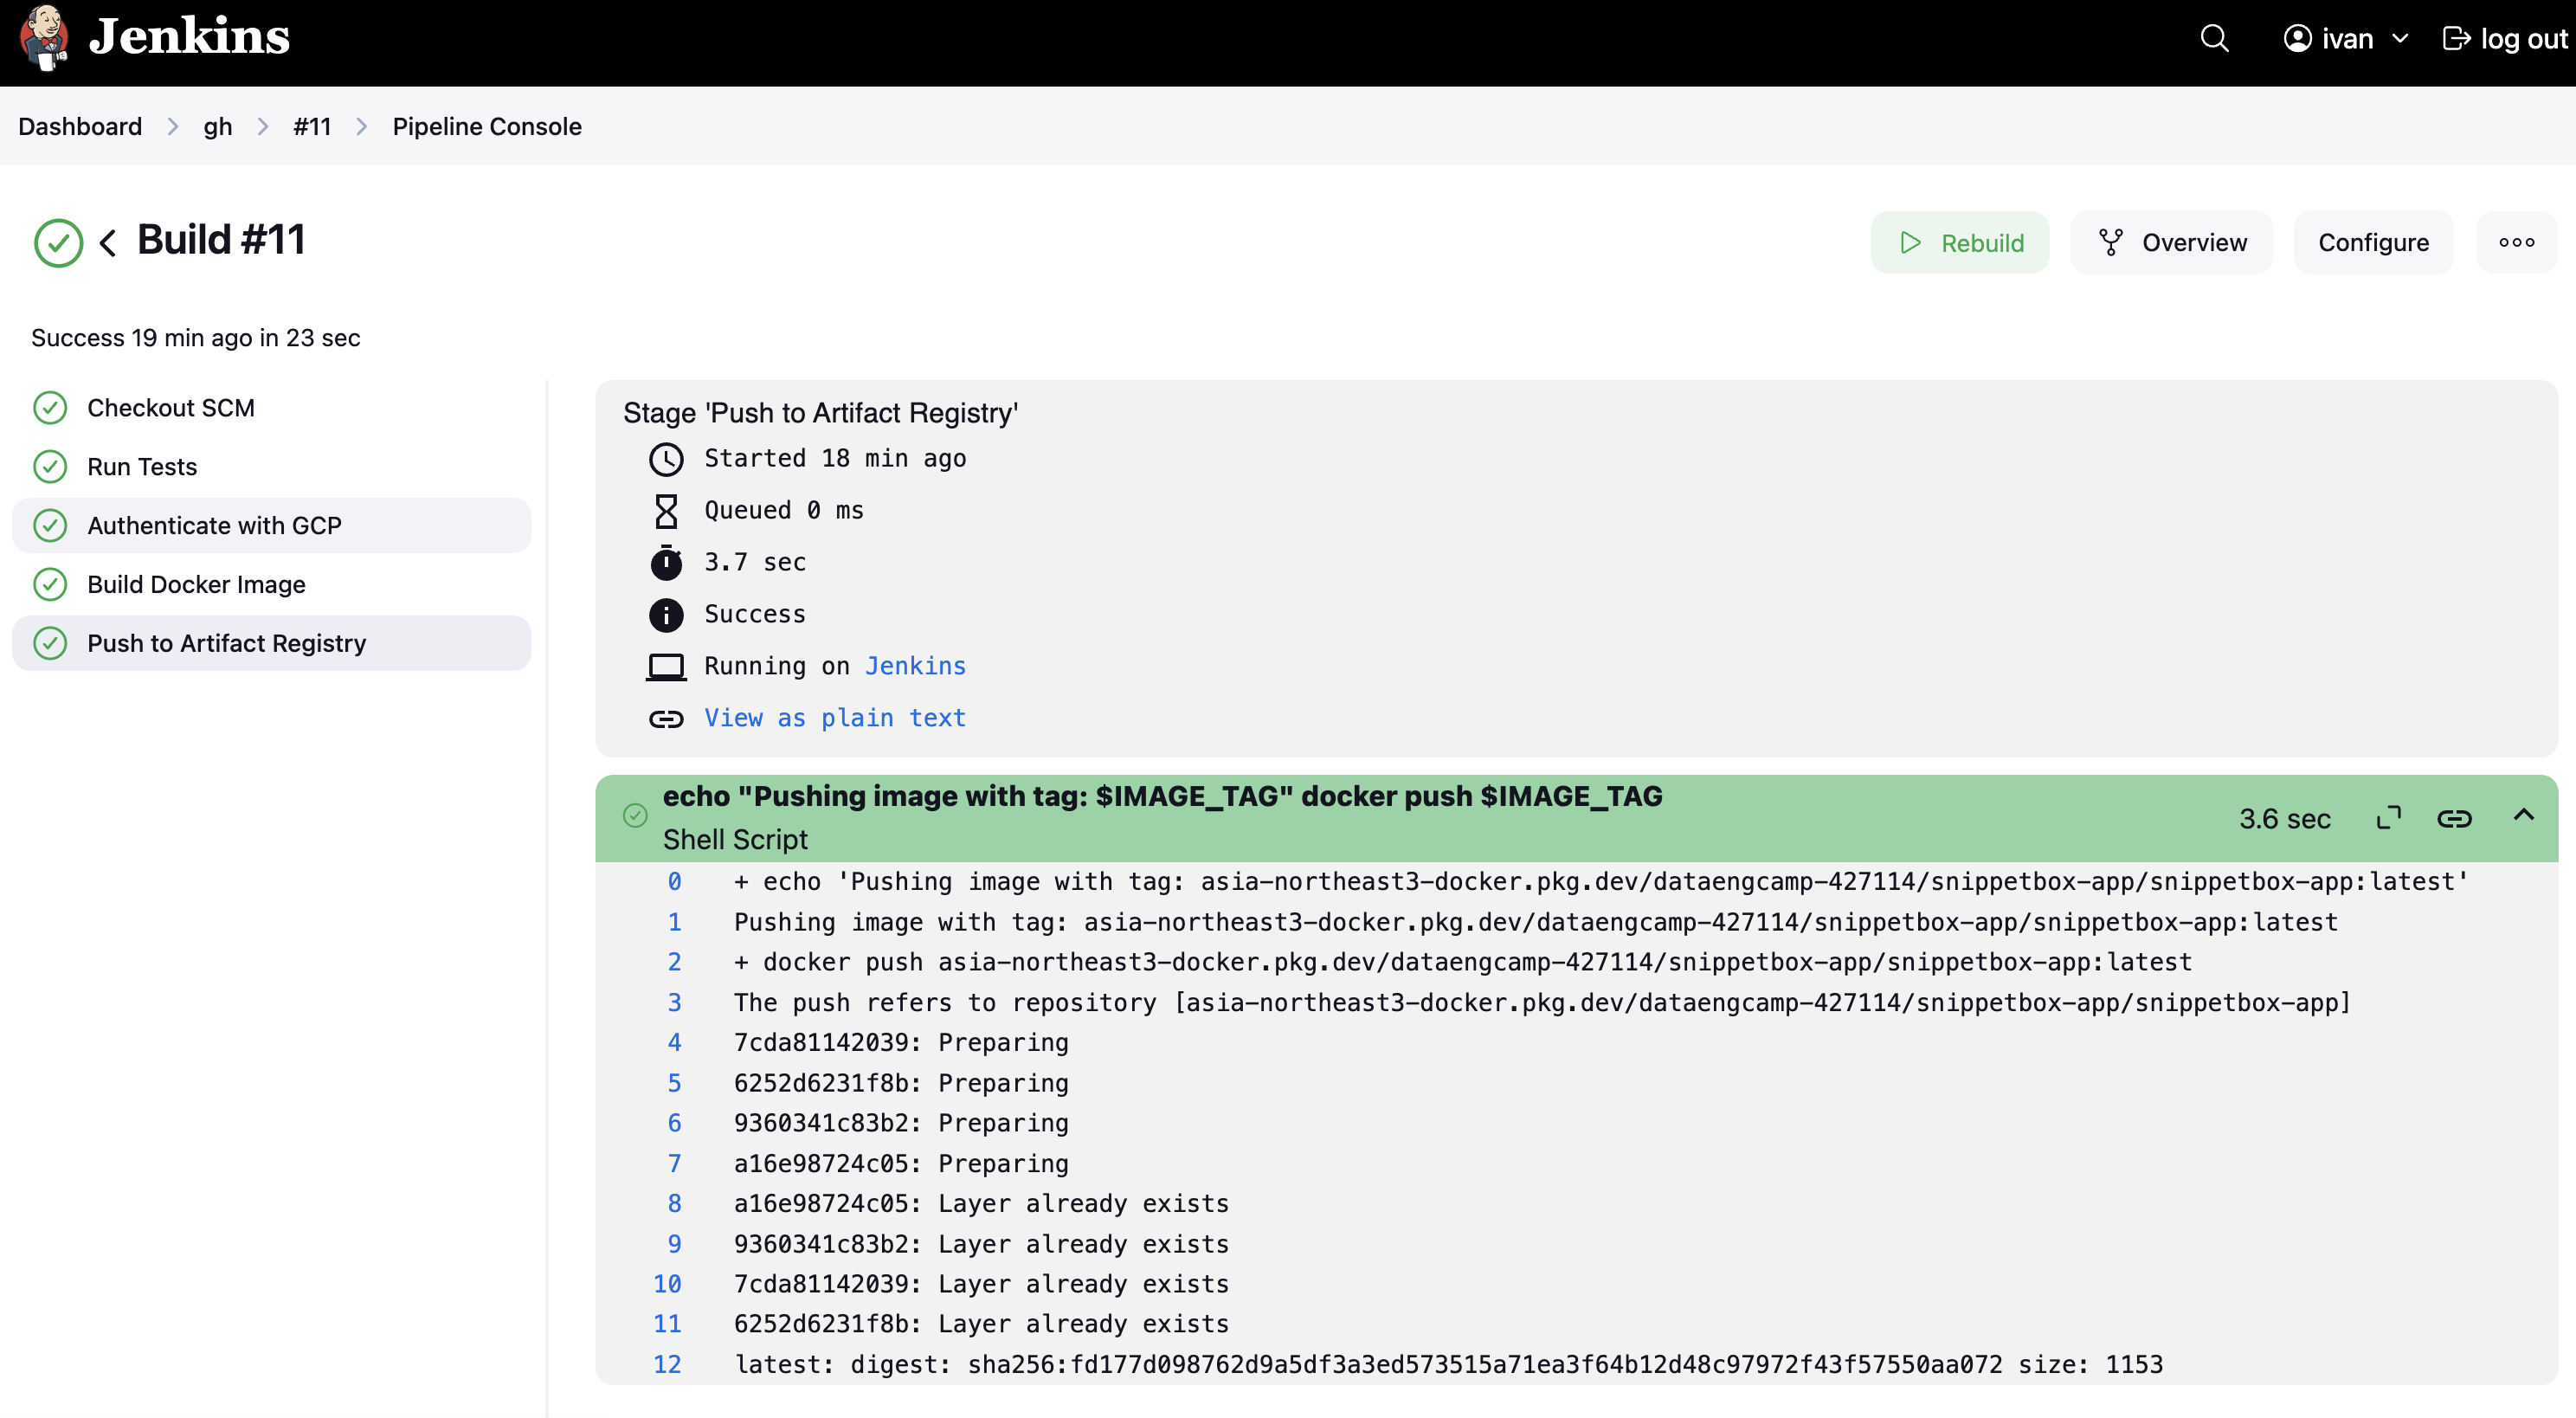 Jenkins
ivan
log out
Dashboard > gh > #11 > Pipeline Console
Build #11
Rebuild
Overview
Configure
Success 19 min ago in 23 sec
Checkout SCM
Run Tests
Authenticate with GCP
Build Docker Image
Push to Artifact Registry
Stage 'Push to Artifact Registry'
Started 18 min ago
Queued 0 ms
3.7 sec
Success
Running on Jenkins
View as plain text
echo "Pushing image with tag: $IMAGE_TAG" docker push $IMAGE_TAG
Shell Script
3.6 sec
0 + echo 'Pushing image with tag: asia-northeast3-docker.pkg.dev/dataengcamp-427114/snippetbox-app/snippetbox-app:latest'
1 Pushing image with tag: asia-northeast3-docker.pkg.dev/dataengcamp-427114/snippetbox-app/snippetbox-app:latest
2 + docker push asia-northeast3-docker.pkg.dev/dataengcamp-427114/snippetbox-app/snippetbox-app:latest
3 The push refers to repository [asia-northeast3-docker.pkg.dev/dataengcamp-427114/snippetbox-app/snippetbox-app]
4 7cda81142039: Preparing
5 6252d6231f8b: Preparing
6 9360341c83b2: Preparing
7 a16e98724c05: Preparing
8 a16e98724c05: Layer already exists
9 9360341c83b2: Layer already exists
10 7cda81142039: Layer already exists
11 6252d6231f8b: Layer already exists
12 latest: digest: sha256:fd177d098762d9a5df3a3ed573515a71ea3f64b12d48c97972f43f57550aa072 size: 1153